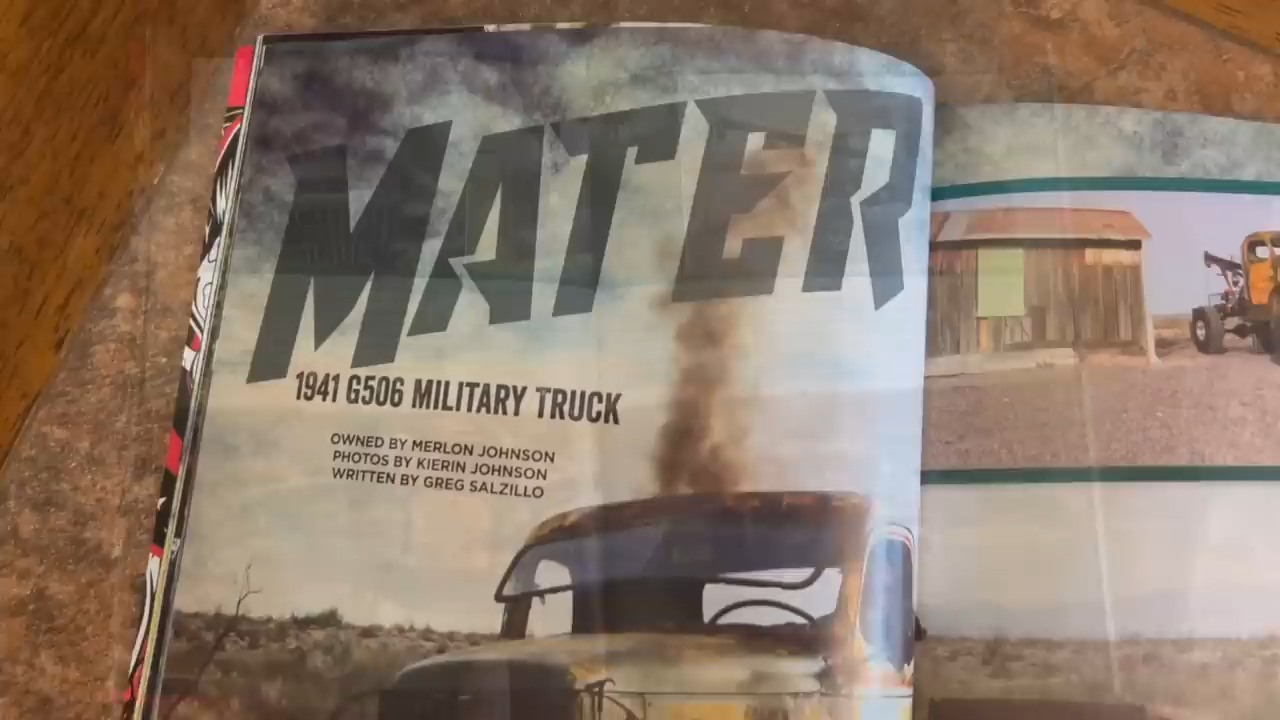 MATER
1941 G506 MILITARY TRUCK
OWNED BY MERLON JOHNSON
PHOTOS BY KIERIN JOHNSON
WRITTEN BY GREG SALZILLO